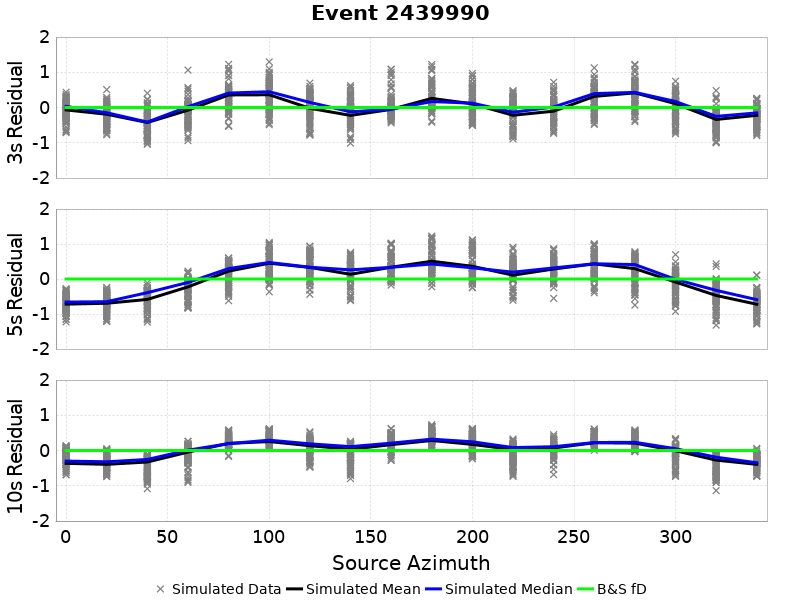 Event 2439990
3s Residual
2
1
0
-1
-2
5s Residual
2
1
0
-1
-2
10s Residual
2
1
0
-1
-2
0 50 100 150 200 250 300
Source Azimuth
Simulated Data Simulated Mean Simulated Median B&S fD